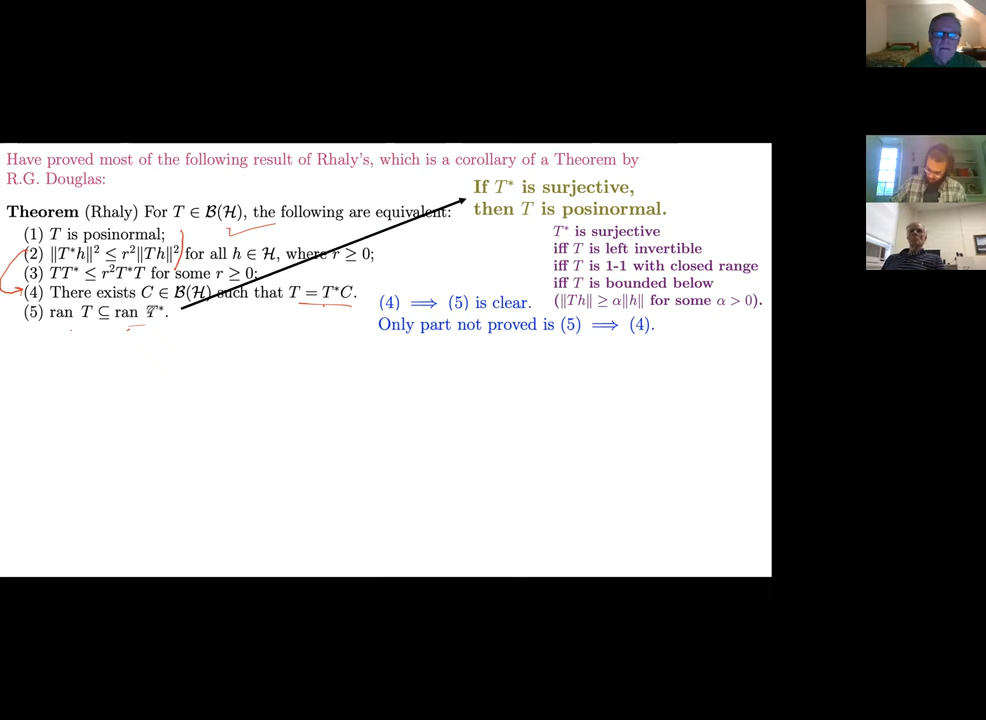 Have proved most of the following result of Rhaly's, which is a corollary of a Theorem by
R.G. Douglas:
Theorem (Rhaly) For T ∈ B(H), the following are equivalent:
(1) T is posinormal;
(2) ‖T*h‖² ≤ r²‖Th‖² for all h ∈ H, where r ≥ 0;
(3) TT* ≤ r²T*T for some r ≥ 0;
(4) There exists C ∈ B(H) such that T = T*C.
(5) ran T ⊆ ran T*.
If T* is surjective,
then T is posinormal.
T* is surjective
iff T is left invertible
iff T is 1-1 with closed range
iff T is bounded below
(‖Th‖ ≥ α‖h‖ for some α > 0).
(4) ⟹ (5) is clear.
Only part not proved is (5) ⟹ (4).